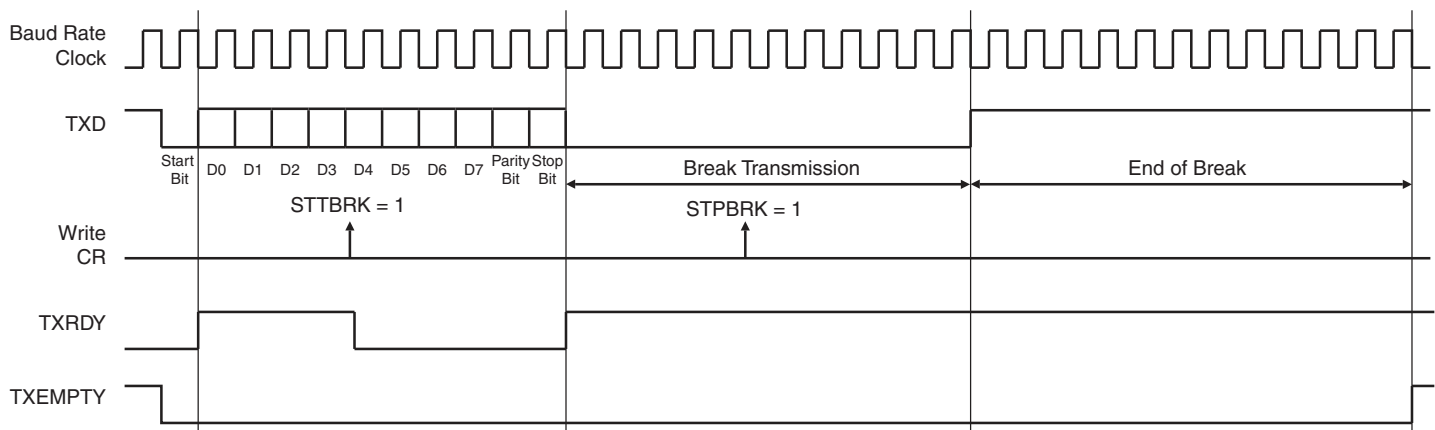 Baud Rate
Clock
TXD
Start
Bit
D0 D1 D2 D3 D4 D5 D6 D7
Parity
Bit
Stop
Bit
Break Transmission
End of Break
STTBRK = 1
STPBRK = 1
Write
CR
TXRDY
TXEMPTY